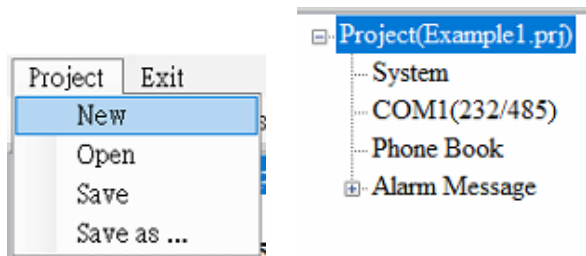 Project Exit
New
Open
Save
Save as ...
Project(Example1.prj)
System
COM1(232/485)
Phone Book
Alarm Message